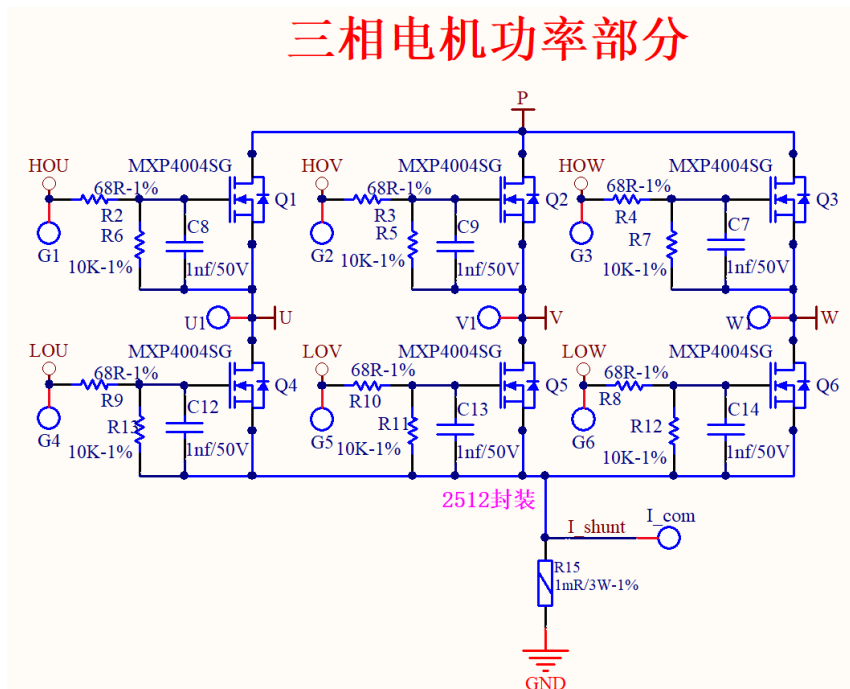 三相电机功率部分
P
HOU MXP4004SG HOV MXP4004SG HOW MXP4004SG
68R-1% Q1 68R-1% Q2 68R-1% Q3
R2 C8 R3 C9 R4 C7
R6 R5 R7
G1 10K-1% 1nf/50V G2 10K-1% 1nf/50V G3 10K-1% 1nf/50V
U1 U V1 V W1 W
LOU MXP4004SG LOV MXP4004SG LOW MXP4004SG
68R-1% Q4 68R-1% Q5 68R-1% Q6
R9 C12 R10 C13 R8 C14
G4 R13 G5 R11 G6 R12
10K-1% 1nf/50V 10K-1% 1nf/50V 10K-1% 1nf/50V
2512封装
I_shunt I_com
R15
1mR/3W-1%
GND